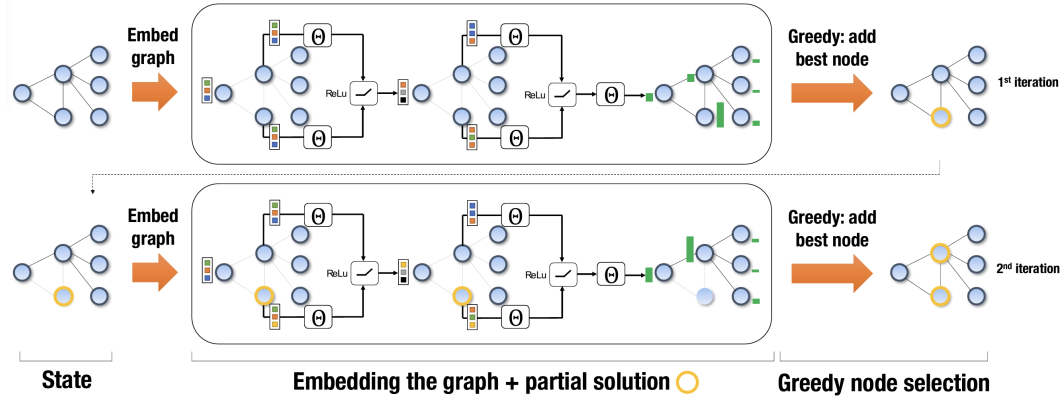 Embed
graph
Θ
Θ
ReLu
Θ
Θ
ReLu
Θ
Greedy: add
best node
1st iteration
Embed
graph
Θ
Θ
ReLu
Θ
Θ
ReLu
Θ
Greedy: add
best node
2nd iteration
State
Embedding the graph + partial solution
Greedy node selection